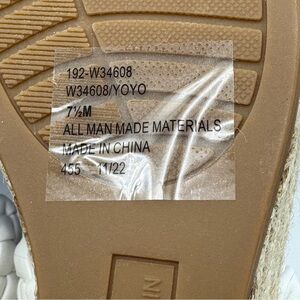 192-W34608
W34608/YOYO
7½M
ALL MAN MADE MATERIALS
MADE IN CHINA
455 11/22